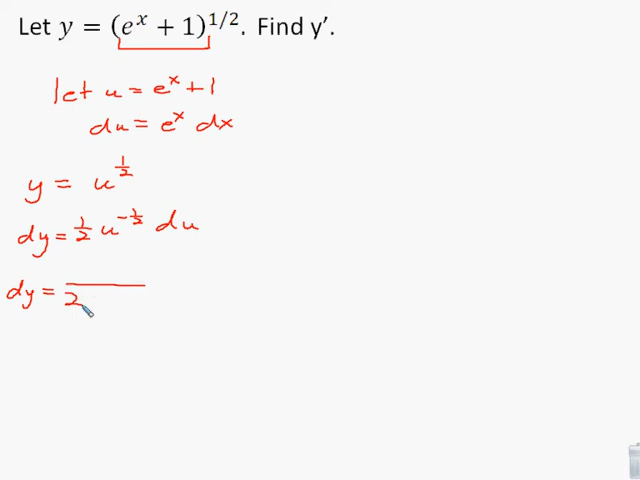 Let y = (e^x + 1)^{1/2}. Find y'.
let u = e^x + 1
du = e^x dx
y = u^{1/2}
dy = 1/2 u^{-1/2} du
dy = /2